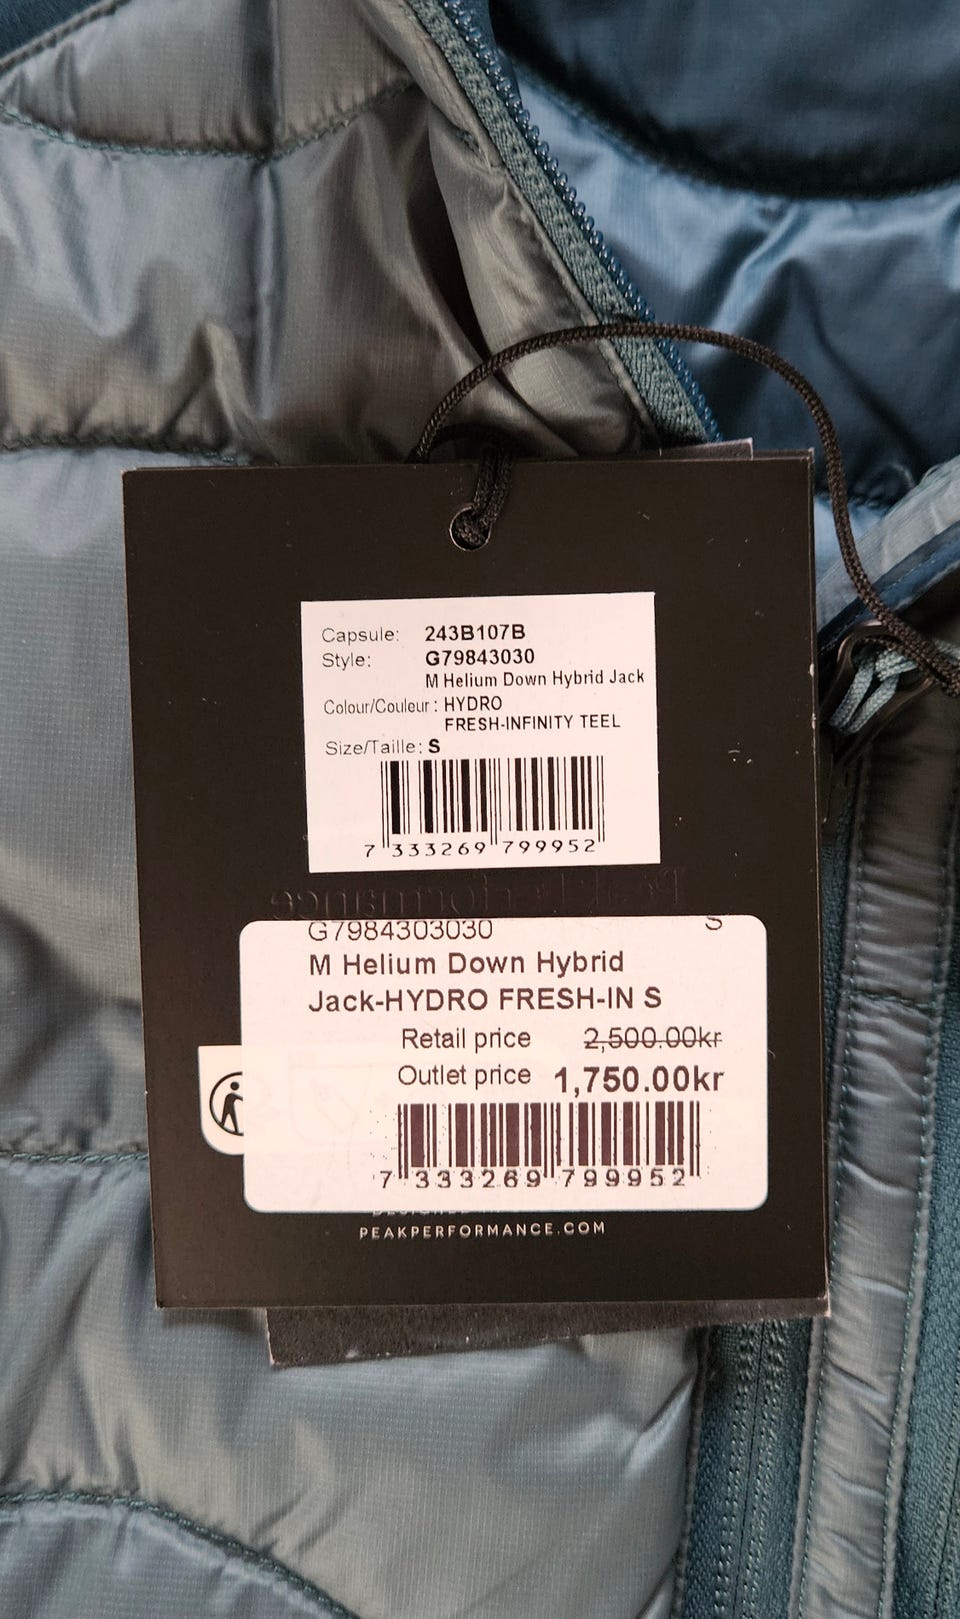 Capsule: 243B107B
Style: G79843030
M Helium Down Hybrid Jack
Colour/Couleur : HYDRO
FRESH-INFINITY TEEL
Size/Taille: S
7 333269 799952
Peak Performance
G7984303030 S
M Helium Down Hybrid
Jack-HYDRO FRESH-IN S
Retail price 2,500.00kr
Outlet price 1,750.00kr
7 333269 799952
PEAKPERFORMANCE.COM